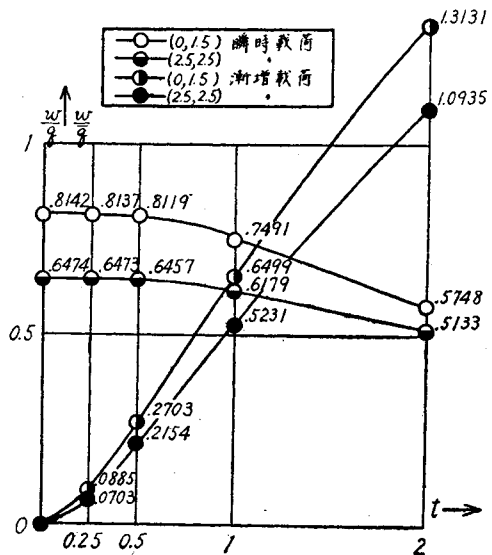 (0,1.5) 瞬時載荷
(2.5,2.5) 〃
(0,1.5) 漸增載荷
(2.5,2.5) 〃
w/g w/g
1
0.5
0
1.3131
1.0935
.8142 .8137 .8119
.7491
.6474 .6473 .6457
.6499
.6179
.5748
.5231
.5133
.2703
.2154
.0885
.0703
t
0.25 0.5 1 2